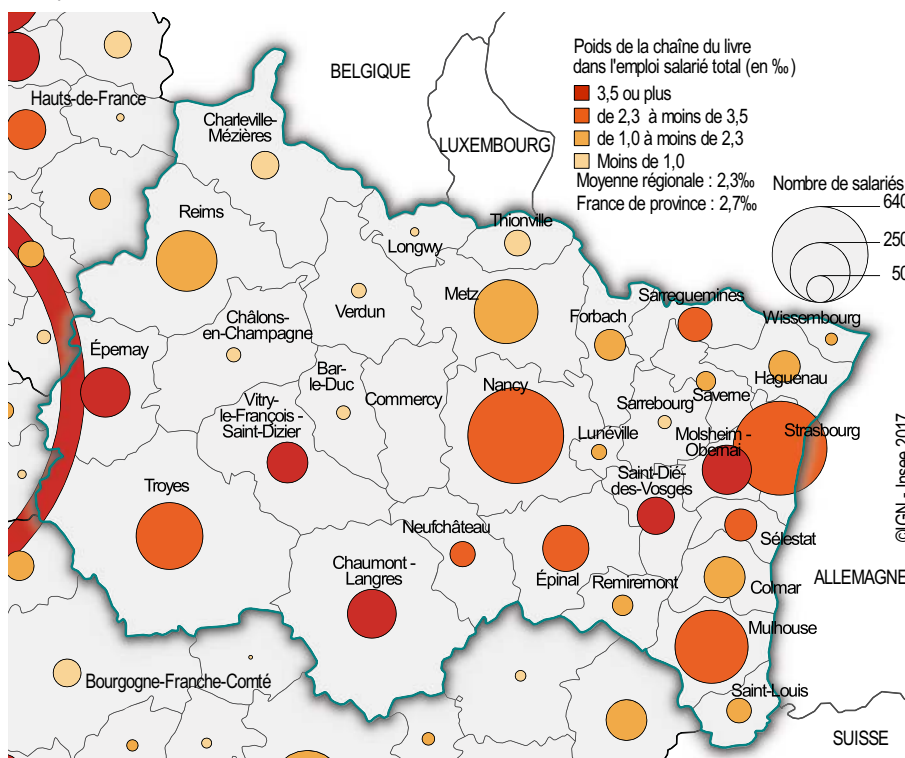 Poids de la chaîne du livre
dans l'emploi salarié total (en ‰)
3,5 ou plus
de 2,3 à moins de 3,5
de 1,0 à moins de 2,3
Moins de 1,0
Moyenne régionale : 2,3‰
France de province : 2,7‰
Nombre de salariés
640
250
50
BELGIQUE
LUXEMBOURG
Hauts-de-France
Charleville-
Mézières
Reims
Longwy
Thionville
Verdun
Metz
Châlons-
en-Champagne
Forbach
Sarreguemines
Wissembourg
Épernay
Bar-
le-Duc
Commercy
Nancy
Sarrebourg
Saverne
Haguenau
Vitry-
le-François -
Saint-Dizier
Lunéville
Molsheim -
Obernai
Strasbourg
Troyes
Saint-Dié-
des-Vosges
Neufchâteau
Sélestat
Chaumont -
Langres
Épinal
Remiremont
Colmar
ALLEMAGNE
Mulhouse
Saint-Louis
Bourgogne-Franche-Comté
SUISSE
©IGN - Insee 2017